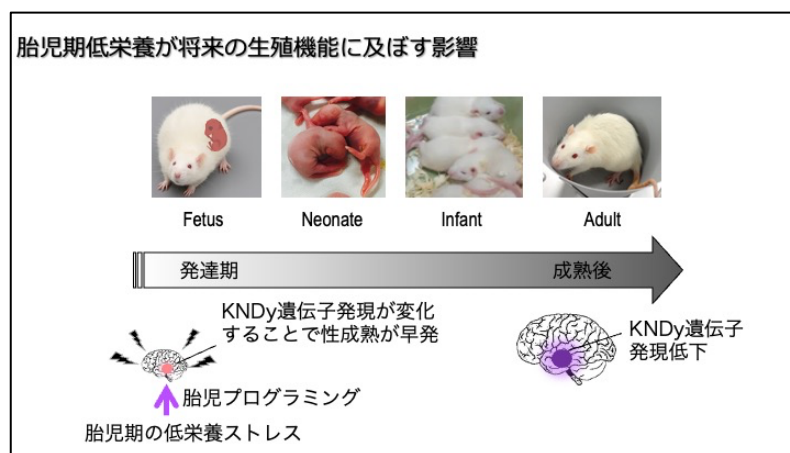 胎児期低栄養が将来の生殖機能に及ぼす影響
Fetus
Neonate
Infant
Adult
発達期
成熟後
KNDy遺伝子発現が変化
することで性成熟が早発
KNDy遺伝子
発現低下
胎児プログラミング
胎児期の低栄養ストレス